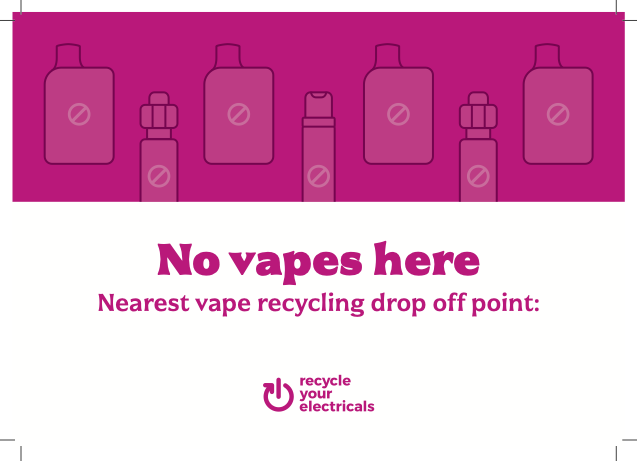 No vapes here
Nearest vape recycling drop off point:
recycle
your
electricals